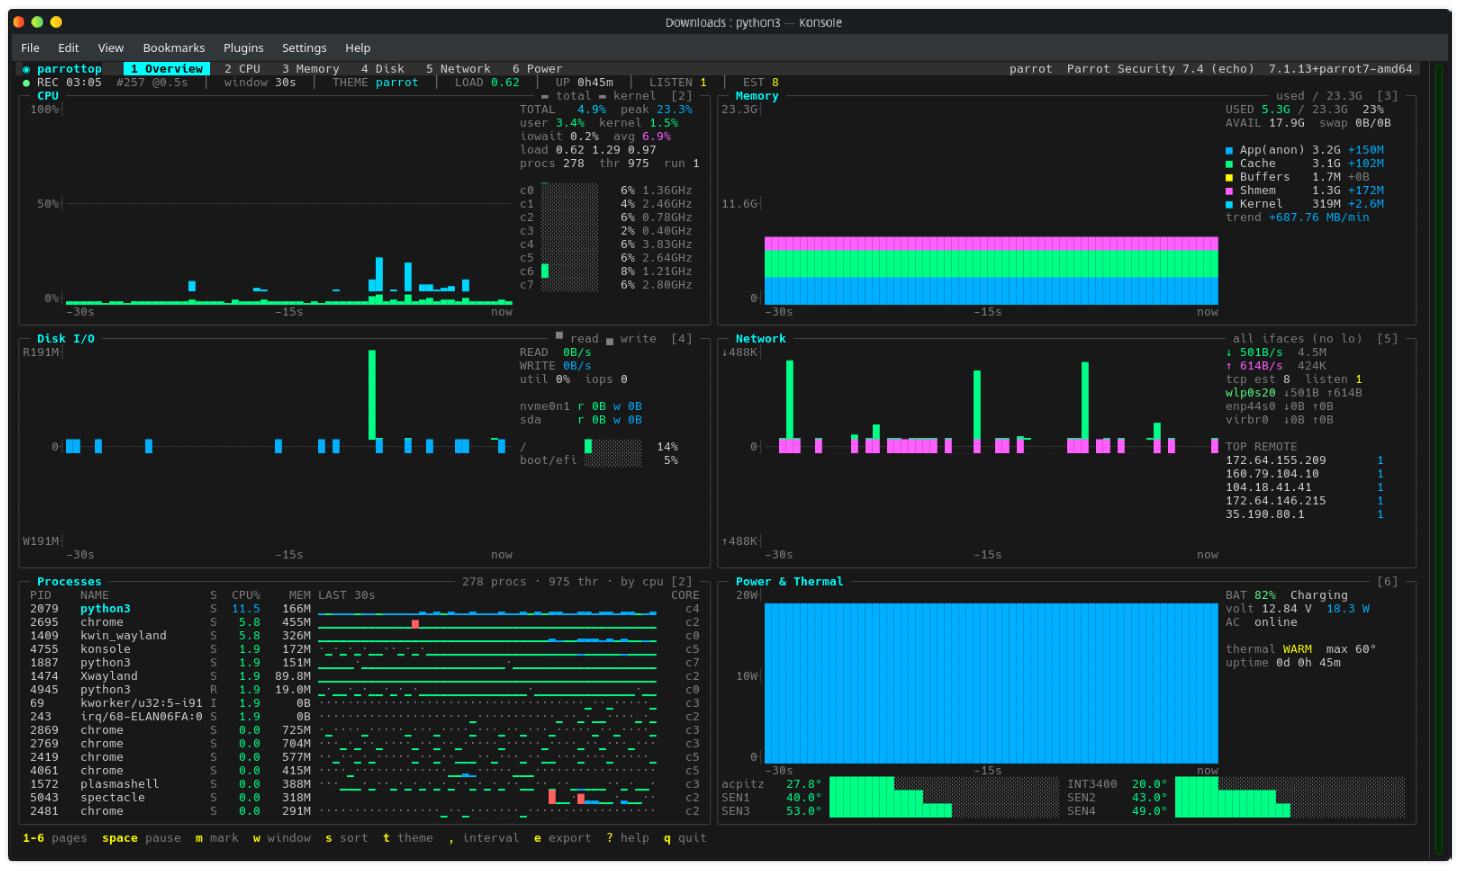 Downloads : python3 — Konsole
File Edit View Bookmarks Plugins Settings Help
◉ parrottop 1 Overview 2 CPU 3 Memory 4 Disk 5 Network 6 Power parrot Parrot Security 7.4 (echo) 7.1.13+parrot7-amd64
● REC 03:05 #257 @0.5s │ window 30s │ THEME parrot │ LOAD 0.62 │ UP 0h45m │ LISTEN 1 │ EST 8
CPU ━ total ━ kernel [2]
100%
50%
0%
-30s -15s now
TOTAL 4.9% peak 23.3%
user 3.4% kernel 1.5%
iowait 0.2% avg 6.9%
load 0.62 1.29 0.97
procs 278 thr 975 run 1
c0 6% 1.36GHz
c1 4% 2.46GHz
c2 6% 0.78GHz
c3 2% 0.40GHz
c4 6% 3.83GHz
c5 6% 2.64GHz
c6 8% 1.21GHz
c7 6% 2.80GHz
Memory used / 23.3G [3]
23.3G
11.6G
0
-30s -15s now
USED 5.3G / 23.3G 23%
AVAIL 17.9G swap 0B/0B
App(anon) 3.2G +150M
Cache 3.1G +102M
Buffers 1.7M +0B
Shmem 1.3G +172M
Kernel 319M +2.6M
trend +687.76 MB/min
Disk I/O ▀ read ▄ write [4]
R191M
0
W191M
-30s -15s now
READ 0B/s
WRITE 0B/s
util 0% iops 0
nvme0n1 r 0B w 0B
sda r 0B w 0B
/ 14%
boot/efi 5%
Network all ifaces (no lo) [5]
↓488K
0
↑488K
-30s -15s now
↓ 501B/s 4.5M
↑ 614B/s 424K
tcp est 8 listen 1
wlp0s20 ↓501B ↑614B
enp44s0 ↓0B ↑0B
virbr0 ↓0B ↑0B
TOP REMOTE
172.64.155.209 1
160.79.104.10 1
104.18.41.41 1
172.64.146.215 1
35.190.80.1 1
Processes 278 procs · 975 thr · by cpu [2]
PID NAME S CPU% MEM LAST 30s CORE
2079 python3 S 11.5 166M c4
2695 chrome S 5.8 455M c2
1409 kwin_wayland S 5.8 326M c0
4755 konsole S 1.9 172M c5
1887 python3 S 1.9 151M c7
1474 Xwayland S 1.9 89.8M c2
4945 python3 R 1.9 19.0M c0
69 kworker/u32:5-i91 I 1.9 0B c3
243 irq/68-ELAN06FA:0 S 1.9 0B c2
2869 chrome S 0.0 725M c3
2769 chrome S 0.0 704M c3
2419 chrome S 0.0 577M c5
4061 chrome S 0.0 415M c5
1572 plasmashell S 0.0 388M c3
5043 spectacle S 0.0 318M c2
2481 chrome S 0.0 291M c2
Power & Thermal [6]
20W
10W
0
-30s -15s now
BAT 82% Charging
volt 12.84 V 18.3 W
AC online
thermal WARM max 60°
uptime 0d 0h 45m
acpitz 27.8° INT3400 20.0°
SEN1 40.0° SEN2 43.0°
SEN3 53.0° SEN4 49.0°
1-6 pages space pause m mark w window s sort t theme , interval e export ? help q quit